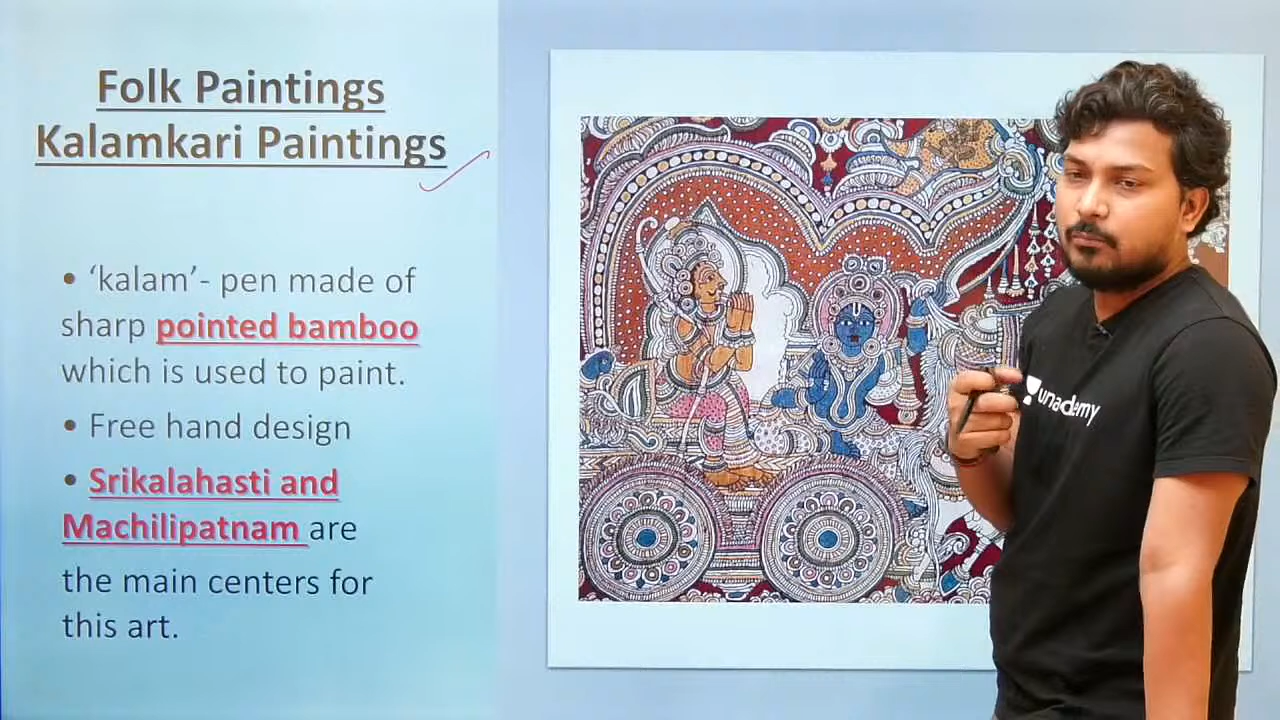 Folk Paintings
Kalamkari Paintings
• ‘kalam’- pen made of
sharp pointed bamboo
which is used to paint.
• Free hand design
• Srikalahasti and
Machilipatnam are
the main centers for
this art.
unacademy